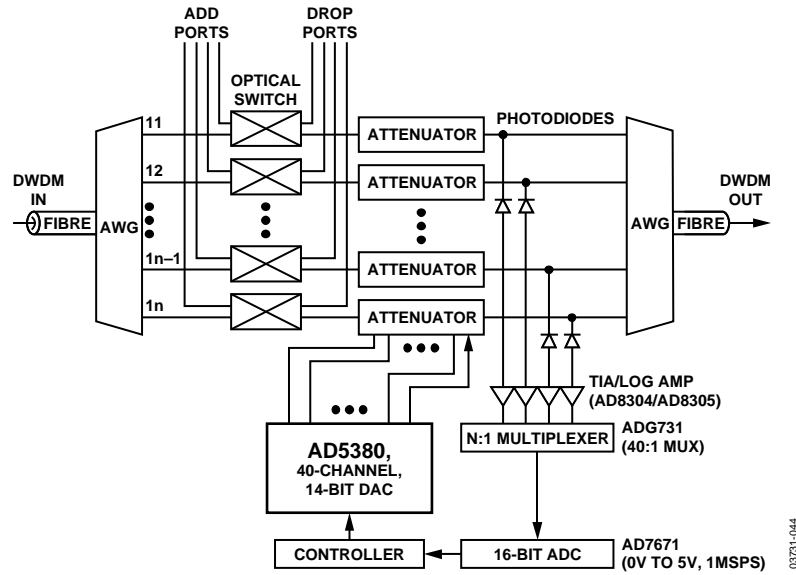 ADD
PORTS
DROP
PORTS
OPTICAL
SWITCH
PHOTODIODES
11
ATTENUATOR
12
ATTENUATOR
DWDM
IN
FIBRE
AWG
DWDM
OUT
AWG
FIBRE
1n–1
ATTENUATOR
1n
ATTENUATOR
TIA/LOG AMP
(AD8304/AD8305)
AD5380,
40-CHANNEL,
14-BIT DAC
N:1 MULTIPLEXER
ADG731
(40:1 MUX)
CONTROLLER
16-BIT ADC
AD7671
(0V TO 5V, 1MSPS)
03731-044